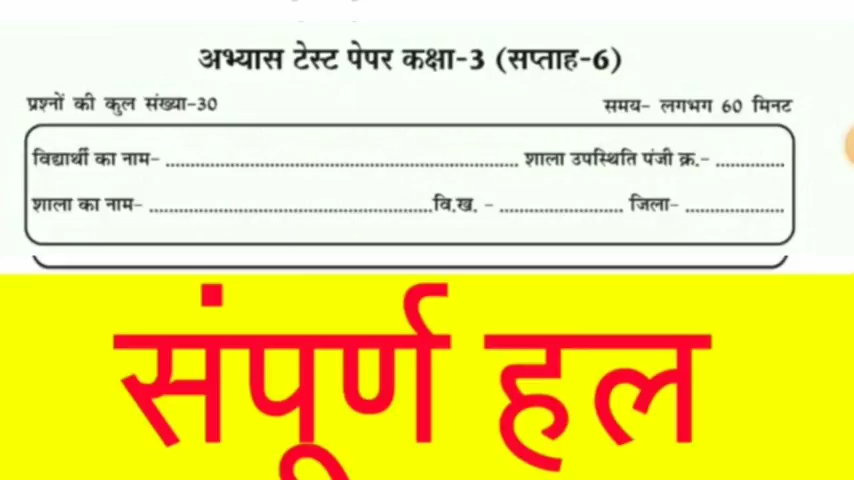 अभ्यास टेस्ट पेपर कक्षा-3 (सप्ताह-6)
प्रश्नों की कुल संख्या-30 समय- लगभग 60 मिनट
विद्यार्थी का नाम- ........................................................................ शाला उपस्थिति पंजी क्र.- ..............
शाला का नाम- ............................................................वि.ख. - .......................... जिला- .....................
संपूर्ण हल